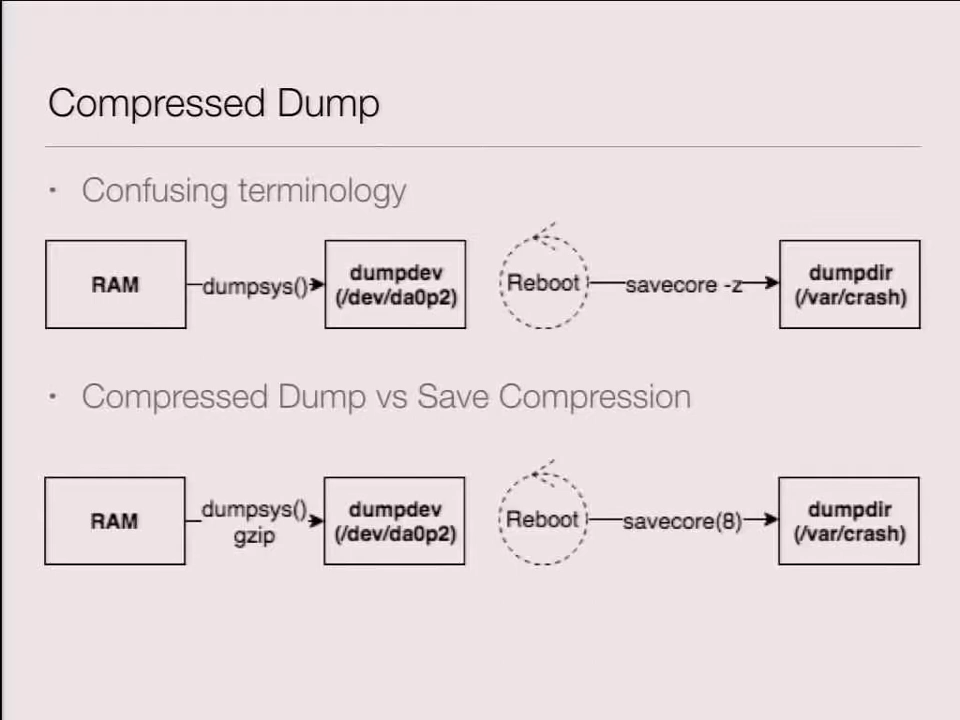 Compressed Dump
• Confusing terminology
RAM
dumpsys()
dumpdev
(/dev/da0p2)
Reboot
savecore -z
dumpdir
(/var/crash)
• Compressed Dump vs Save Compression
RAM
dumpsys()
gzip
dumpdev
(/dev/da0p2)
Reboot
savecore(8)
dumpdir
(/var/crash)